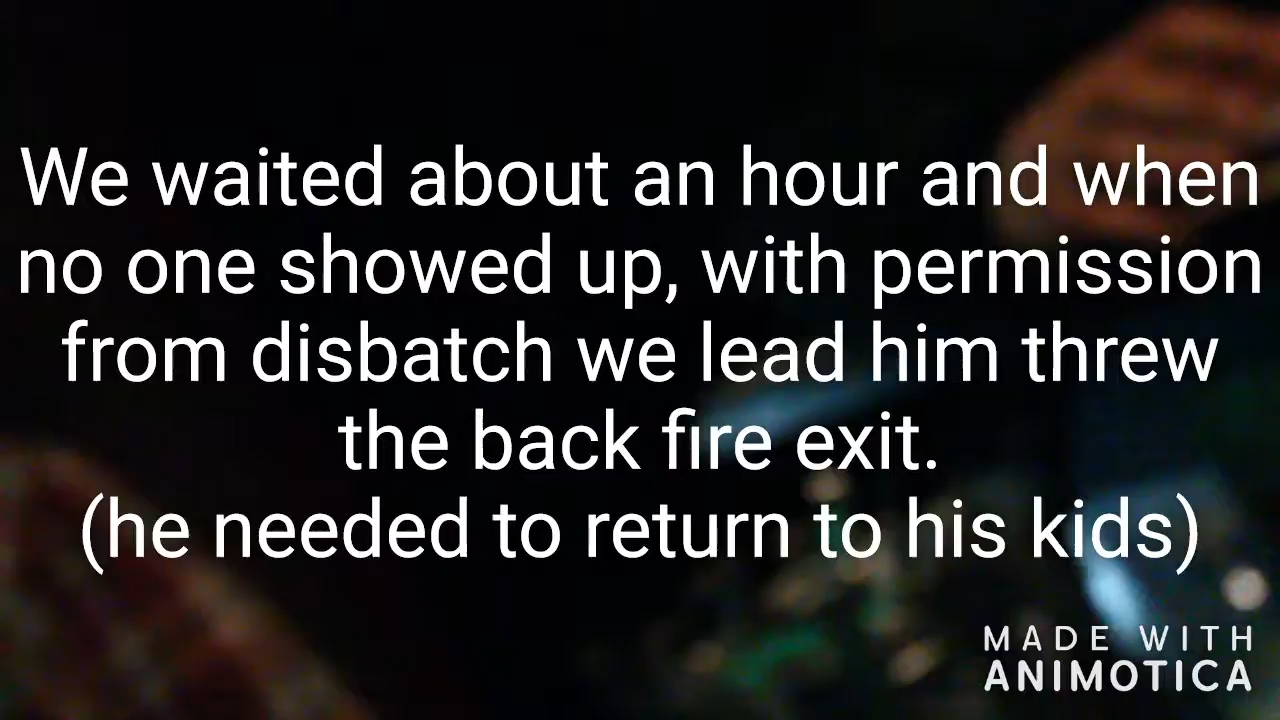 We waited about an hour and when
no one showed up, with permission
from disbatch we lead him threw
the back fire exit.
(he needed to return to his kids)
MADE WITH
ANIMOTICA